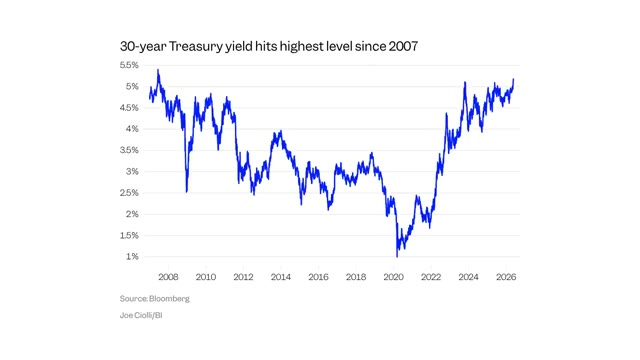 30-year Treasury yield hits highest level since 2007
5.5%
5%
4.5%
4%
3.5%
3%
2.5%
2%
1.5%
1%
2008 2010 2012 2014 2016 2018 2020 2022 2024 2026
Source: Bloomberg
Joe Ciolli/BI